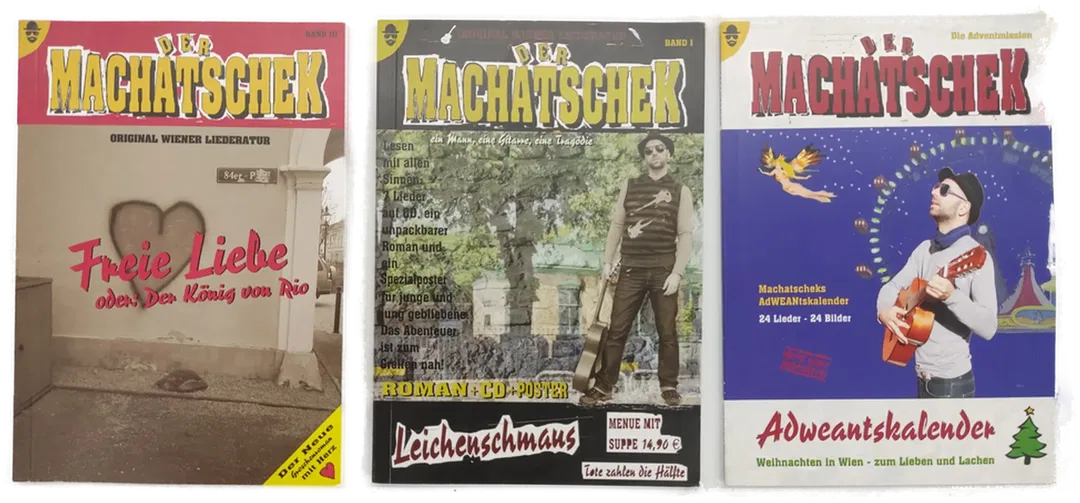 BAND III
DER
MACHATSCHEK
ORIGINAL WIENER LIEDERATUR
84er-
Freie Liebe
oder: Der König von Rio
Der Neue
Groschenroman
mit Herz
ORIGINAL WIENER LIEDERATUR
BAND I
DER
MACHATSCHEK
ein Mann, eine Gitarre, eine Tragödie
Lesen
mit allen
Sinnen:
7 Lieder
auf CD, ein
unpackbarer
Roman und
ein
Spezialposter
für junge und
jung gebliebene
Das Abenteuer
ist zum
Greifen nah!
ROMAN+CD+POSTER
Leichenschmaus
MENUE MIT
SUPPE 14,90 €
Tote zahlen die Hälfte
Die Adventmission
DER
MACHATSCHEK
Machatscheks
AdWEANtskalender
24 Lieder - 24 Bilder
Adweantskalender
Weihnachten in Wien - zum Lieben und Lachen